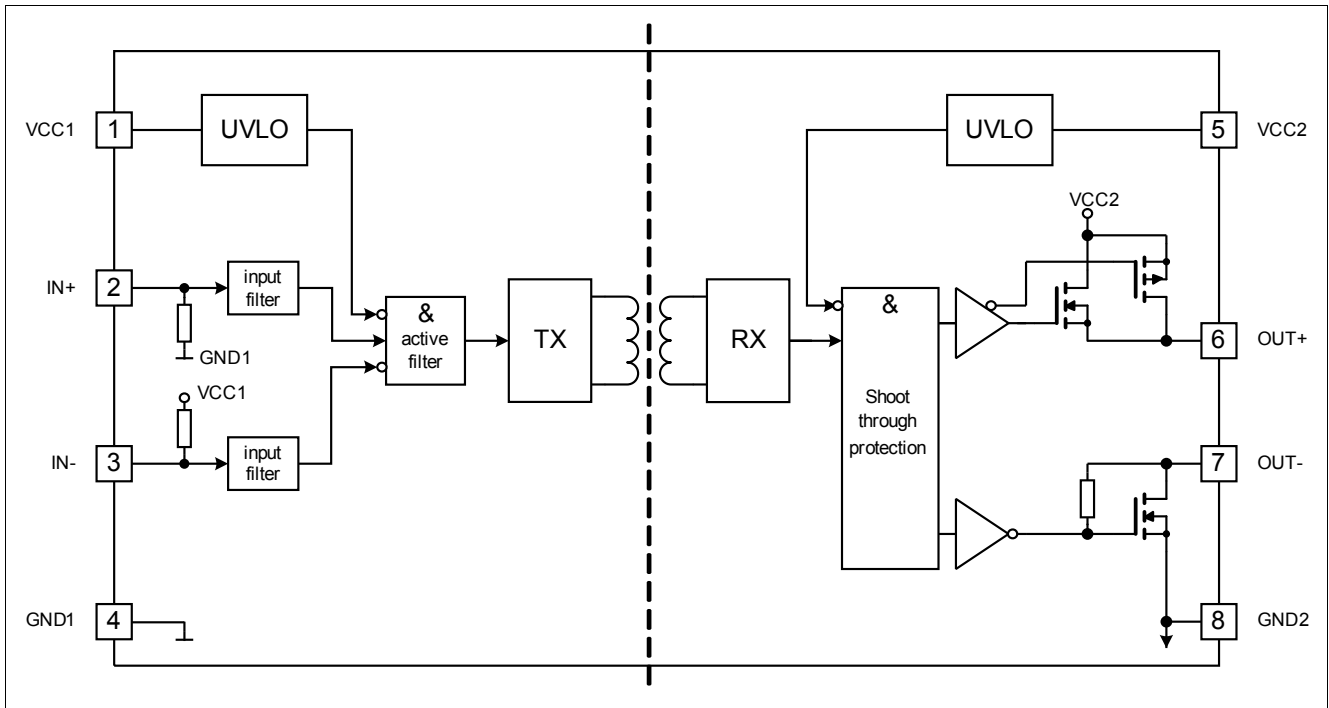 VCC1
1
UVLO
UVLO
5
VCC2
VCC2
IN+
2
input
filter
GND1
&
active
filter
TX
RX
&
Shoot
through
protection
6
OUT+
VCC1
IN-
3
input
filter
7
OUT-
GND1
4
8
GND2